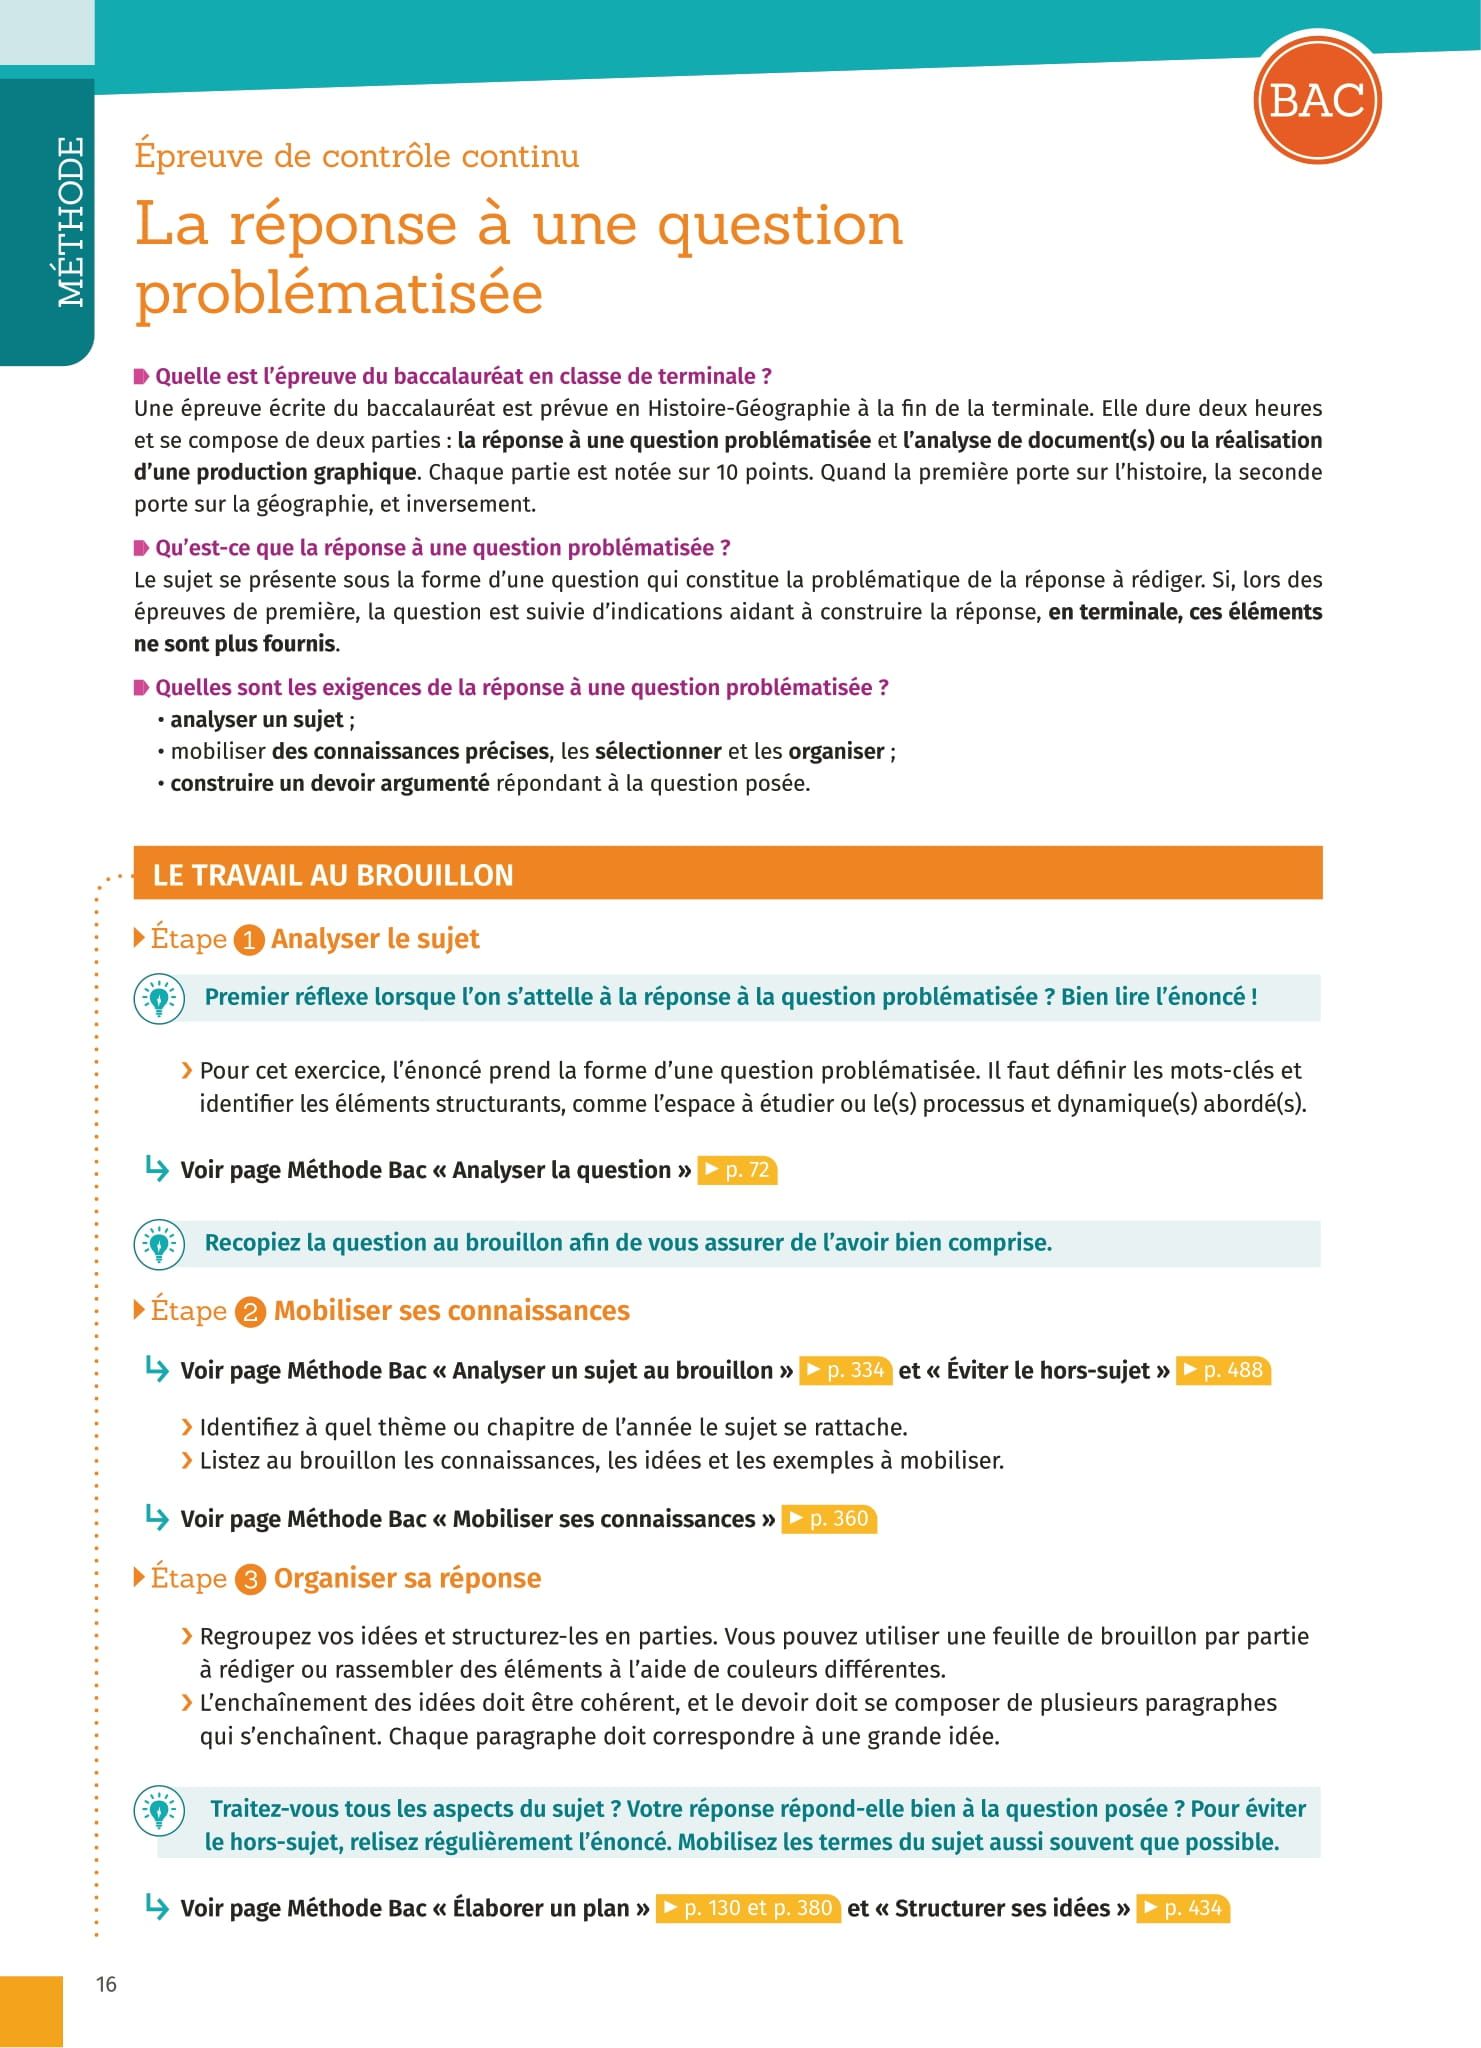 BAC
MÉTHODE
Épreuve de contrôle continu
La réponse à une question
problématisée
Quelle est l’épreuve du baccalauréat en classe de terminale ?
Une épreuve écrite du baccalauréat est prévue en Histoire-Géographie à la fin de la terminale. Elle dure deux heures
et se compose de deux parties : la réponse à une question problématisée et l’analyse de document(s) ou la réalisation
d’une production graphique. Chaque partie est notée sur 10 points. Quand la première porte sur l’histoire, la seconde
porte sur la géographie, et inversement.
Qu’est-ce que la réponse à une question problématisée ?
Le sujet se présente sous la forme d’une question qui constitue la problématique de la réponse à rédiger. Si, lors des
épreuves de première, la question est suivie d’indications aidant à construire la réponse, en terminale, ces éléments
ne sont plus fournis.
Quelles sont les exigences de la réponse à une question problématisée ?
• analyser un sujet ;
• mobiliser des connaissances précises, les sélectionner et les organiser ;
• construire un devoir argumenté répondant à la question posée.
LE TRAVAIL AU BROUILLON
Étape 1 Analyser le sujet
Premier réflexe lorsque l’on s’attelle à la réponse à la question problématisée ? Bien lire l’énoncé !
Pour cet exercice, l’énoncé prend la forme d’une question problématisée. Il faut définir les mots-clés et
identifier les éléments structurants, comme l’espace à étudier ou le(s) processus et dynamique(s) abordé(s).
Voir page Méthode Bac « Analyser la question » p. 72
Recopiez la question au brouillon afin de vous assurer de l’avoir bien comprise.
Étape 2 Mobiliser ses connaissances
Voir page Méthode Bac « Analyser un sujet au brouillon » p. 334 et « Éviter le hors-sujet » p. 488
Identifiez à quel thème ou chapitre de l’année le sujet se rattache.
Listez au brouillon les connaissances, les idées et les exemples à mobiliser.
Voir page Méthode Bac « Mobiliser ses connaissances » p. 360
Étape 3 Organiser sa réponse
Regroupez vos idées et structurez-les en parties. Vous pouvez utiliser une feuille de brouillon par partie
à rédiger ou rassembler des éléments à l’aide de couleurs différentes.
L’enchaînement des idées doit être cohérent, et le devoir doit se composer de plusieurs paragraphes
qui s’enchaînent. Chaque paragraphe doit correspondre à une grande idée.
Traitez-vous tous les aspects du sujet ? Votre réponse répond-elle bien à la question posée ? Pour éviter
le hors-sujet, relisez régulièrement l’énoncé. Mobilisez les termes du sujet aussi souvent que possible.
Voir page Méthode Bac « Élaborer un plan » p. 130 et p. 380 et « Structurer ses idées » p. 434
16